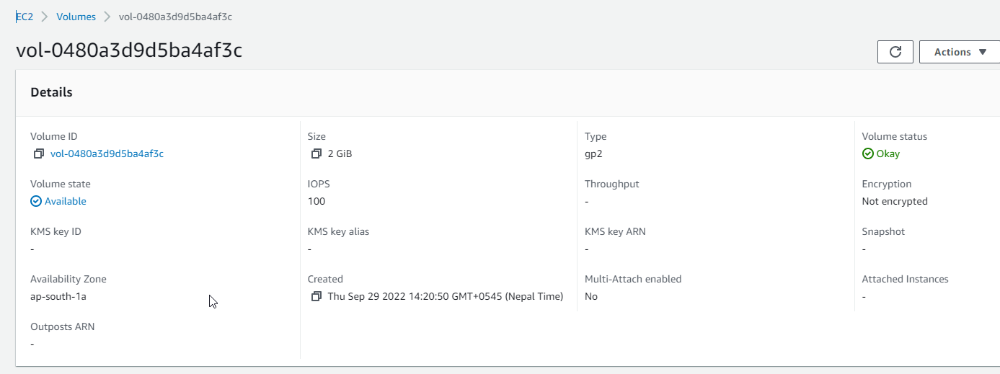 EC2 > Volumes > vol-0480a3d9d5ba4af3c
vol-0480a3d9d5ba4af3c
Actions ▼
Details
Volume ID
vol-0480a3d9d5ba4af3c
Size
2 GiB
Type
gp2
Volume status
Okay
Volume state
Available
IOPS
100
Throughput
-
Encryption
Not encrypted
KMS key ID
-
KMS key alias
-
KMS key ARN
-
Snapshot
-
Availability Zone
ap-south-1a
Created
Thu Sep 29 2022 14:20:50 GMT+0545 (Nepal Time)
Multi-Attach enabled
No
Attached Instances
-
Outposts ARN
-